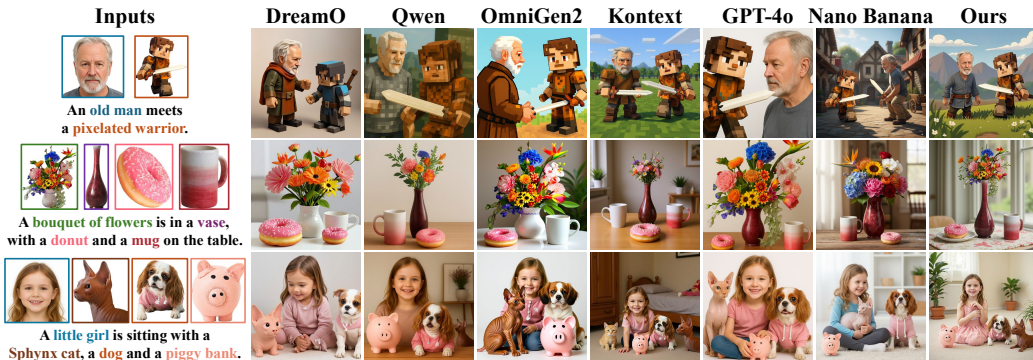 Inputs DreamO Qwen OmniGen2 Kontext GPT-4o Nano Banana Ours
An old man meets
a pixelated warrior.
A bouquet of flowers is in a vase,
with a donut and a mug on the table.
A little girl is sitting with a
Sphynx cat, a dog and a piggy bank.